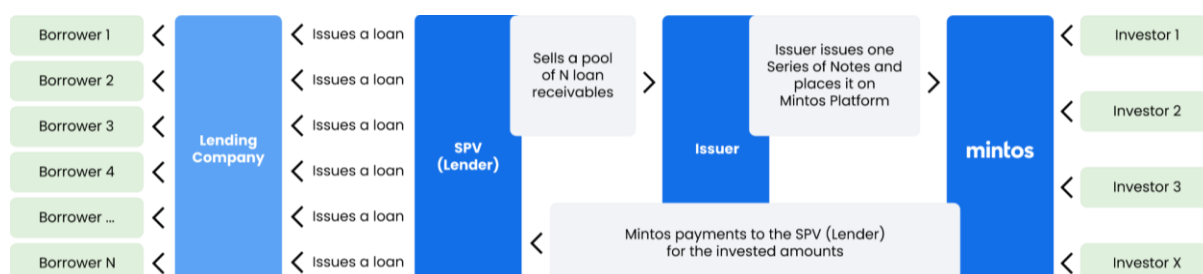 Borrower 1
Borrower 2
Borrower 3
Borrower 4
Borrower ...
Borrower N
Lending
Company
Issues a loan
Issues a loan
Issues a loan
Issues a loan
Issues a loan
Issues a loan
SPV
(Lender)
Sells a pool
of N loan
receivables
Issuer
Issuer issues one
Series of Notes and
places it on
Mintos Platform
Mintos payments to the SPV (Lender)
for the invested amounts
mintos
Investor 1
Investor 2
Investor 3
Investor X